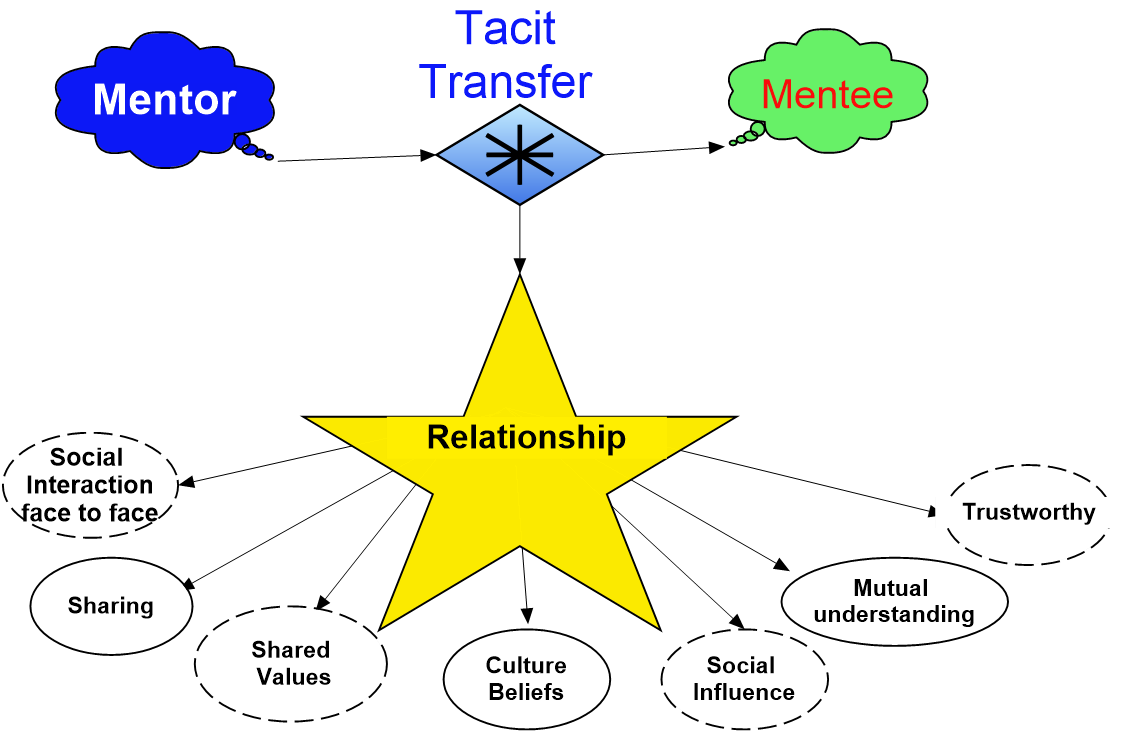 Tacit
Transfer
Mentor
Mentee
Relationship
Social
Interaction
face to face
Trustworthy
Sharing
Mutual
understanding
Shared
Values
Culture
Beliefs
Social
Influence